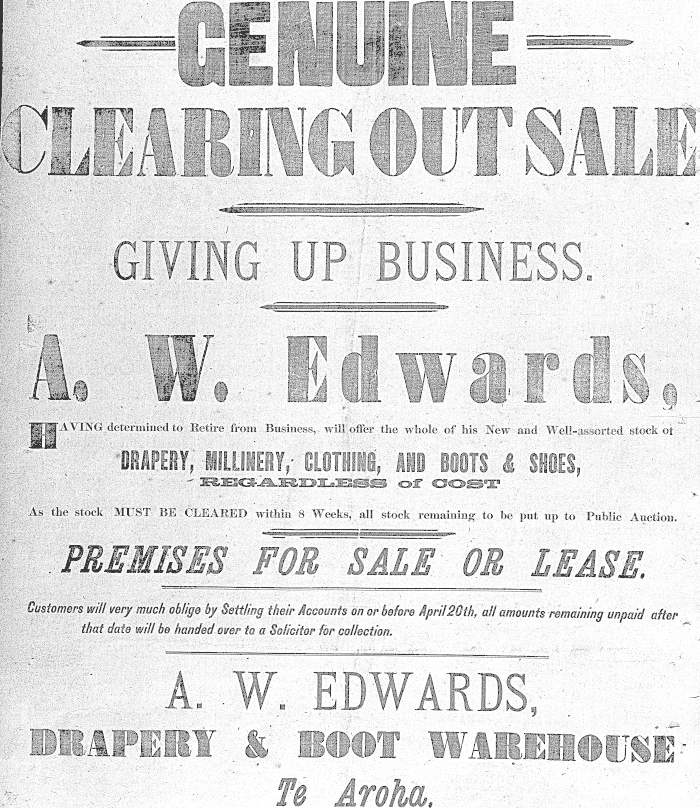 GENUINE
CLEARING OUT SALE
GIVING UP BUSINESS.
A. W. Edwards,
HAVING determined to Retire from Business, will offer the whole of his New and Well-assorted stock of
DRAPERY, MILLINERY, CLOTHING, AND BOOTS & SHOES,
REGARDLESS of COST
As the stock MUST BE CLEARED within 8 Weeks, all stock remaining to be put up to Public Auction.
PREMISES FOR SALE OR LEASE.
Customers will very much oblige by Settling their Accounts on or before April 20th, all amounts remaining unpaid after
that date will be handed over to a Solicitor for collection.
A. W. EDWARDS,
DRAPERY & BOOT WAREHOUSE
Te Aroha.